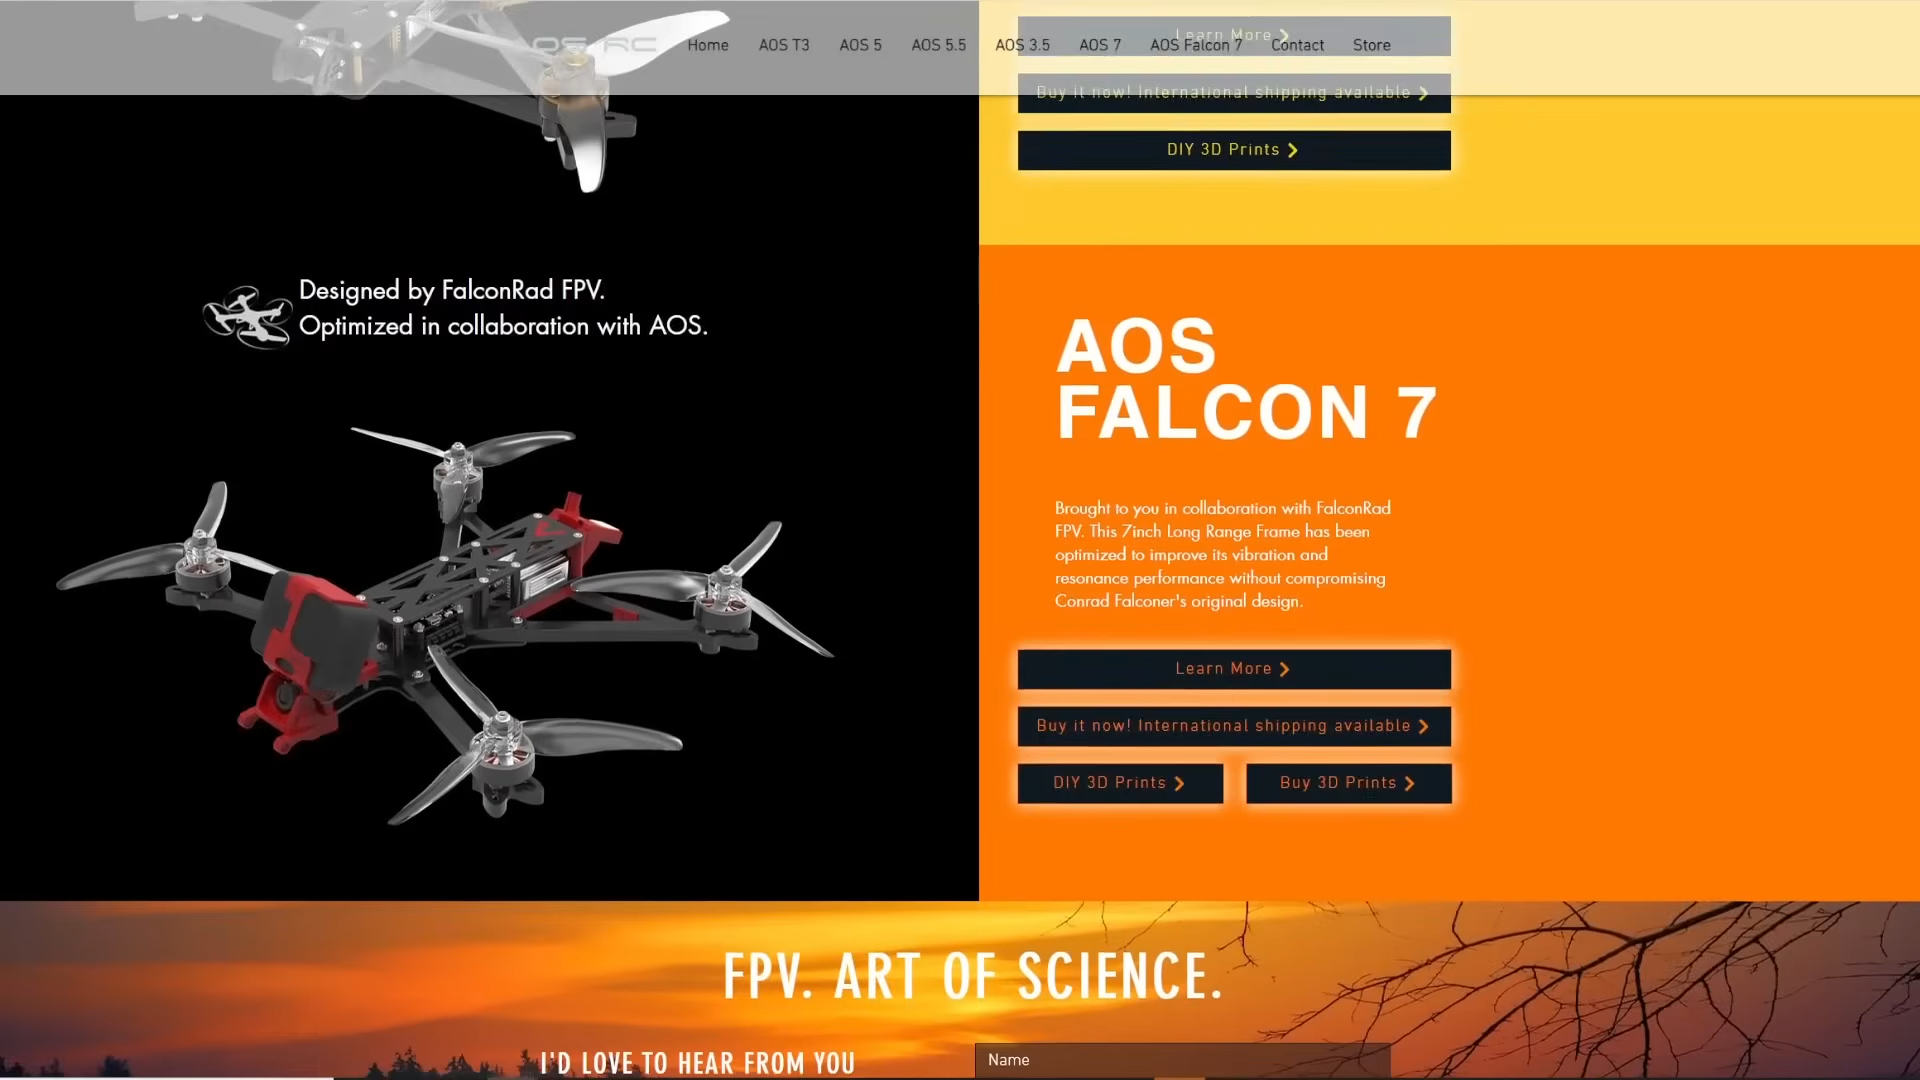 OS RC
Home
AOS T3
AOS 5
AOS 5.5
AOS 3.5
AOS 7
AOS Falcon 7
Contact
Store
Learn More
Buy it now! International shipping available
DIY 3D Prints
Designed by FalconRad FPV.
Optimized in collaboration with AOS.
AOS
FALCON 7
Brought to you in collaboration with FalconRad
FPV. This 7inch Long Range Frame has been
optimized to improve its vibration and
resonance performance without compromising
Conrad Falconer's original design.
Learn More
Buy it now! International shipping available
DIY 3D Prints
Buy 3D Prints
FPV. ART OF SCIENCE.
I'D LOVE TO HEAR FROM YOU
Name